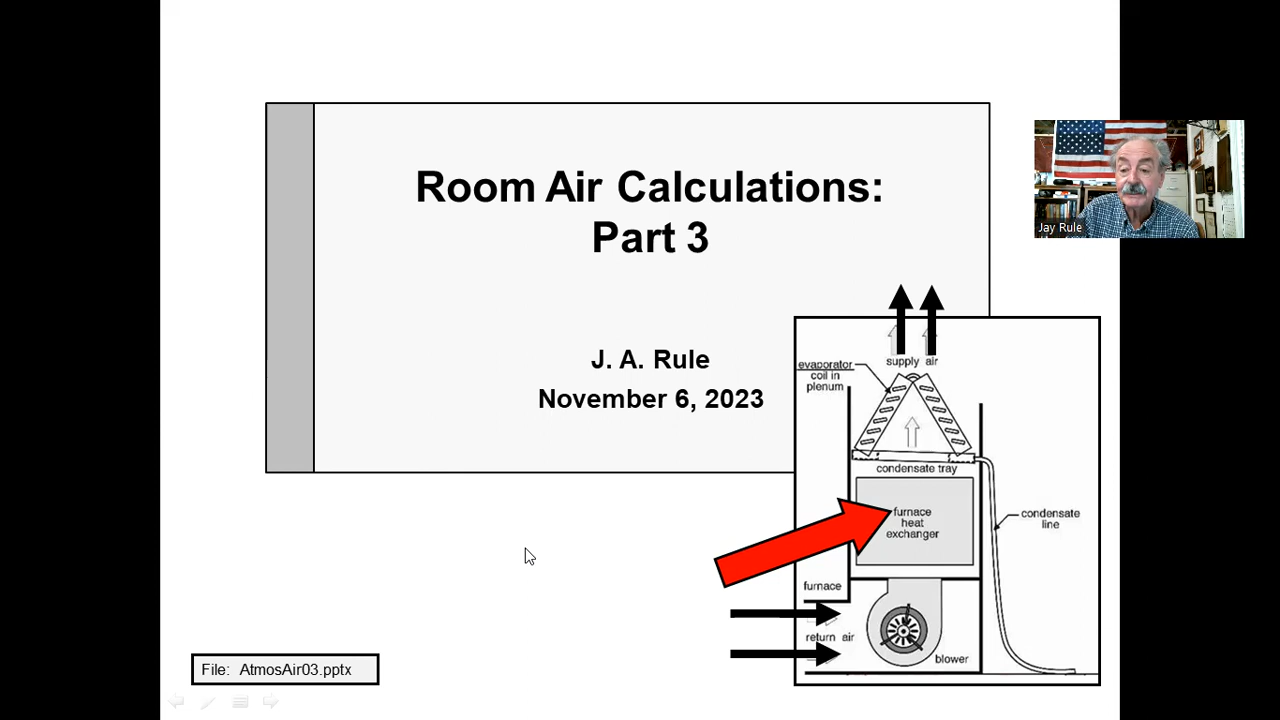 Room Air Calculations:
Part 3
J. A. Rule
November 6, 2023
Jay Rule
supply air
evaporator
coil in
plenum
condensate tray
furnace
heat
exchanger
condensate
line
furnace
return air
blower
File: AtmosAir03.pptx